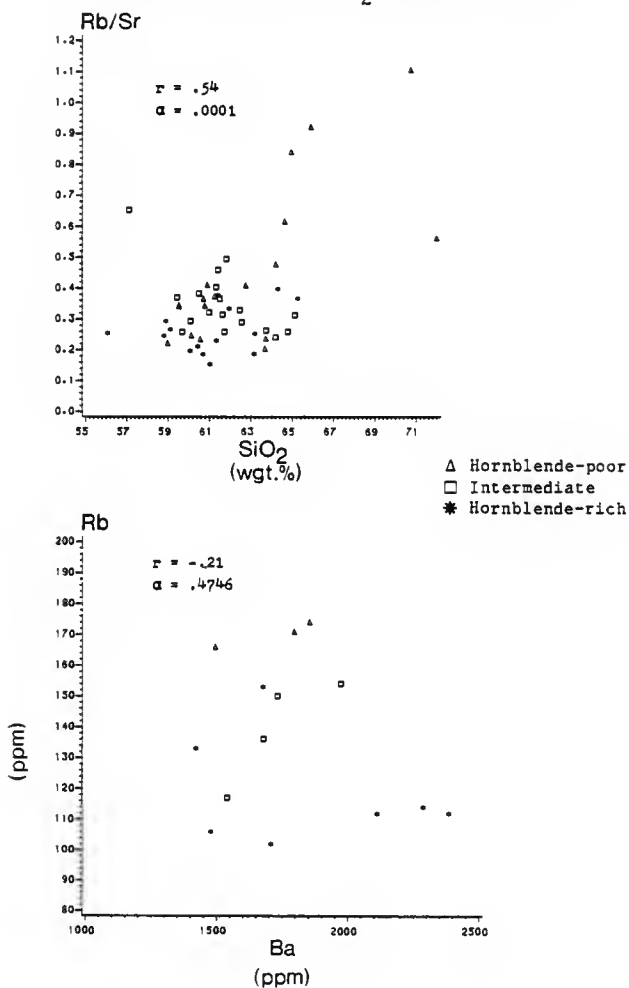 2
Rb/Sr
1.2
1.1
1.0
0.9
0.8
0.7
0.6
0.5
0.4
0.3
0.2
0.1
0.0
r = .54
α = .0001
55 57 59 61 63 65 67 69 71
SiO2
(wgt.%)
△ Hornblende-poor
□ Intermediate
* Hornblende-rich
Rb
200
190
180
170
160
150
140
130
120
110
100
90
80
r = -.21
α = .4746
(ppm)
1000 1500 2000 2500
Ba
(ppm)